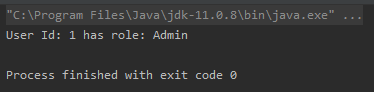 "C:\Program Files\Java\jdk-11.0.8\bin\java.exe" ...
User Id: 1 has role: Admin
Process finished with exit code 0